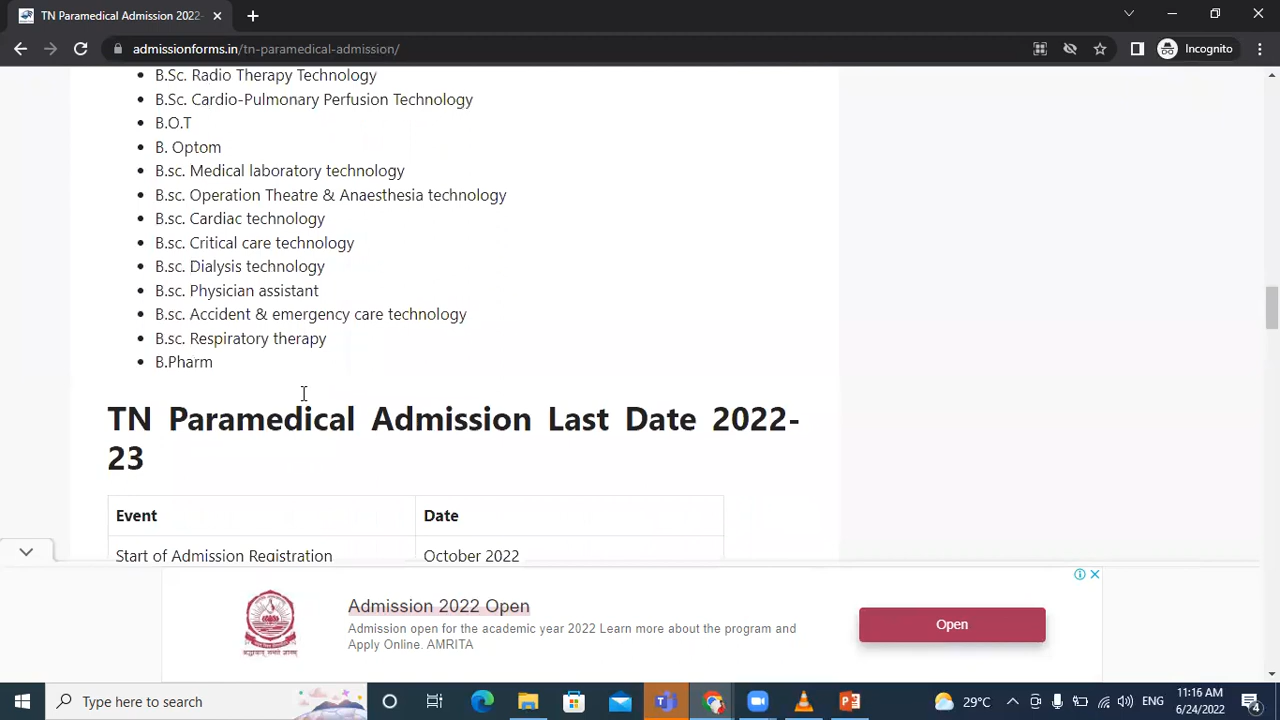 TN Paramedical Admission 2022-
admissionforms.in/tn-paramedical-admission/
Incognito
B.Sc. Radio Therapy Technology
B.Sc. Cardio-Pulmonary Perfusion Technology
B.O.T
B. Optom
B.sc. Medical laboratory technology
B.sc. Operation Theatre & Anaesthesia technology
B.sc. Cardiac technology
B.sc. Critical care technology
B.sc. Dialysis technology
B.sc. Physician assistant
B.sc. Accident & emergency care technology
B.sc. Respiratory therapy
B.Pharm
TN Paramedical Admission Last Date 2022-
23
Event Date
Start of Admission Registration October 2022
Admission 2022 Open
Admission open for the academic year 2022 Learn more about the program and
Apply Online. AMRITA
Open
Type here to search
29°C
ENG
11:16 AM
6/24/2022
4